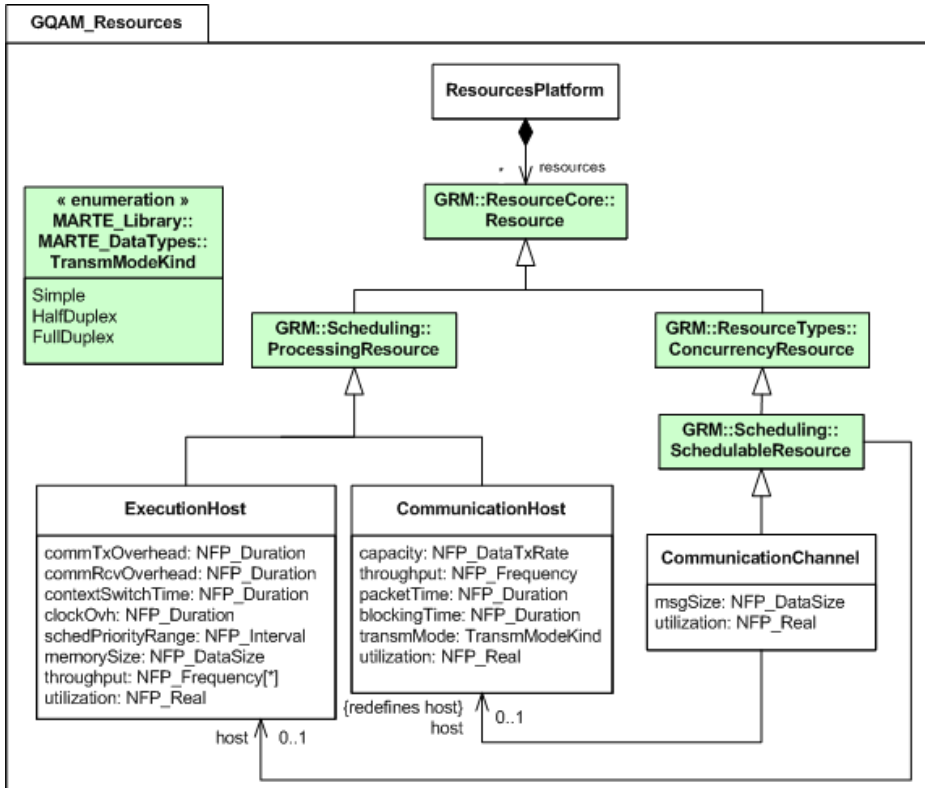 GQAM_Resources
ResourcesPlatform
* resources
GRM::ResourceCore::
Resource
« enumeration »
MARTE_Library::
MARTE_DataTypes::
TransmModeKind
Simple
HalfDuplex
FullDuplex
GRM::Scheduling::
ProcessingResource
GRM::ResourceTypes::
ConcurrencyResource
GRM::Scheduling::
SchedulableResource
ExecutionHost
commTxOverhead: NFP_Duration
commRcvOverhead: NFP_Duration
contextSwitchTime: NFP_Duration
clockOvh: NFP_Duration
schedPriorityRange: NFP_Interval
memorySize: NFP_DataSize
throughput: NFP_Frequency[*]
utilization: NFP_Real
CommunicationHost
capacity: NFP_DataTxRate
throughput: NFP_Frequency
packetTime: NFP_Duration
blockingTime: NFP_Duration
transmMode: TransmModeKind
utilization: NFP_Real
CommunicationChannel
msgSize: NFP_DataSize
utilization: NFP_Real
{redefines host}
host 0..1
host 0..1